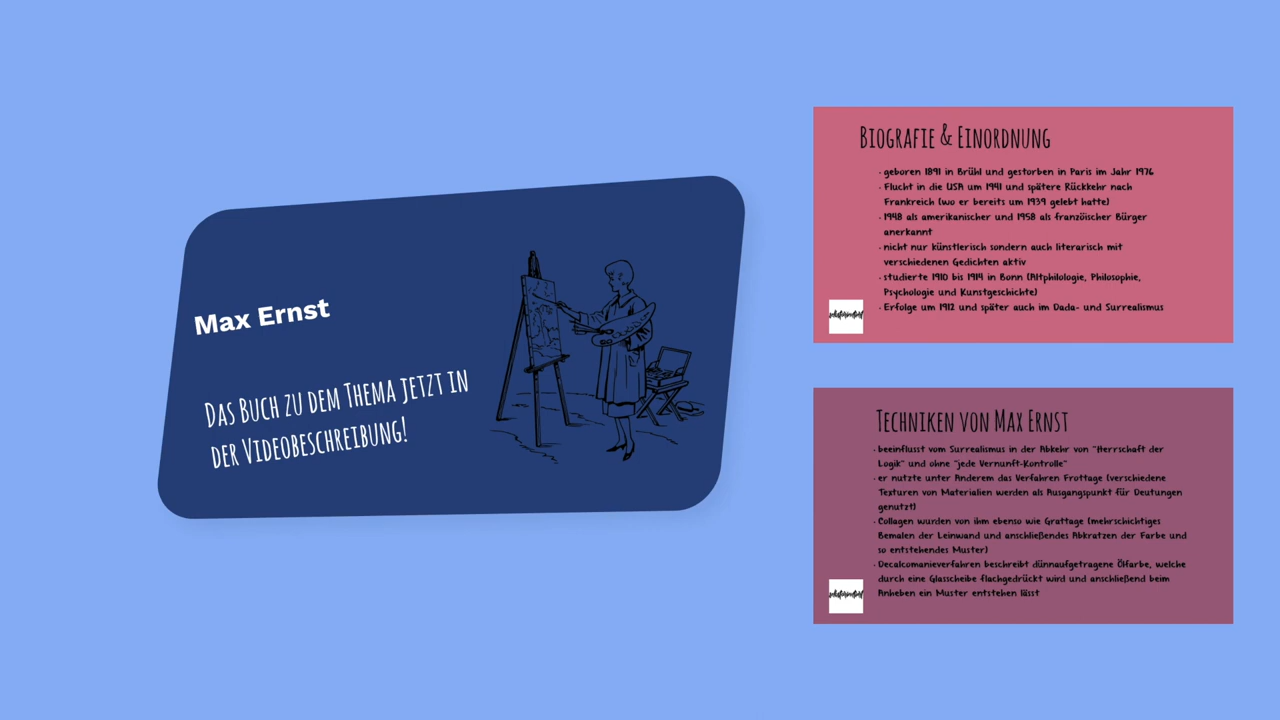 Max Ernst
Das Buch zu dem Thema jetzt in
der Videobeschreibung!
Biografie & Einordnung
· geboren 1891 in Brühl und gestorben in Paris im Jahr 1976
· Flucht in die USA um 1941 und spätere Rückkehr nach
Frankreich (wo er bereits um 1939 gelebt hatte)
· 1948 als amerikanischer und 1958 als französicher Bürger
anerkannt
· nicht nur künstlerisch sondern auch literarisch mit
verschiedenen Gedichten aktiv
· studierte 1910 bis 1914 in Bonn (Altphilologie, Philosophie,
Psychologie und Kunstgeschichte)
· Erfolge um 1912 und später auch im Dada- und Surrealismus
Techniken von Max Ernst
· beeinflusst vom Surrealismus in der Abkehr von "Herrschaft der
Logik" und ohne "jede Vernunft-Kontrolle"
· er nutzte unter Anderem das Verfahren Frottage (verschiedene
Texturen von Materialien werden als Ausgangspunkt für Deutungen
genutzt)
· Collagen wurden von ihm ebenso wie Grattage (mehrschichtiges
Bemalen der Leinwand und anschließendes Abkratzen der Farbe und
so entstehendes Muster)
· Decalcomanieverfahren beschreibt dünnaufgetragene Ölfarbe, welche
durch eine Glasscheibe flachgedrückt wird und anschließend beim
Anheben ein Muster entstehen lässt